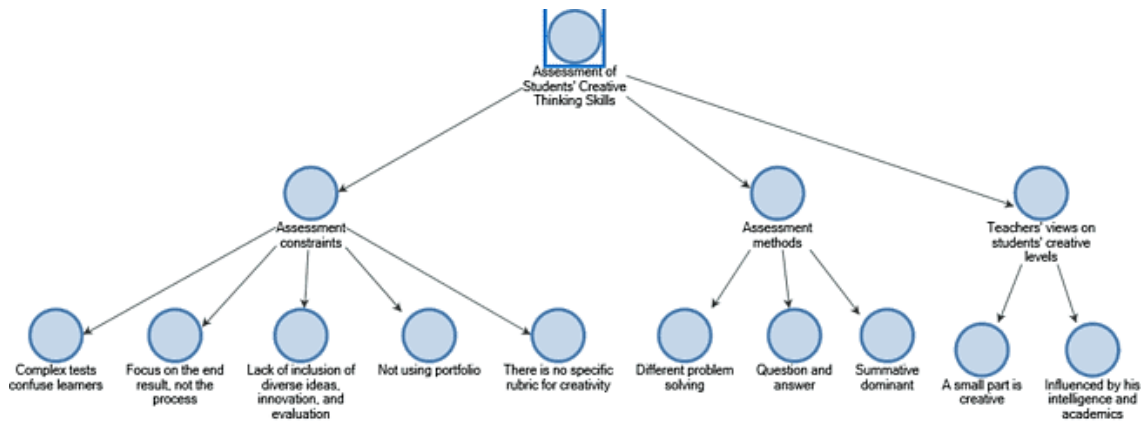 Assessment of
Students' Creative
Thinking Skills
Assessment
constraints
Assessment
methods
Teachers' views on
students' creative
levels
Complex tests
confuse learners
Focus on the end
result, not the
process
Lack of inclusion of
diverse ideas,
innovation, and
evaluation
Not using portfolio
There is no specific
rubric for creativity
Different problem
solving
Question and
answer
Summative
dominant
A small part is
creative
Influenced by his
intelligence and
academics